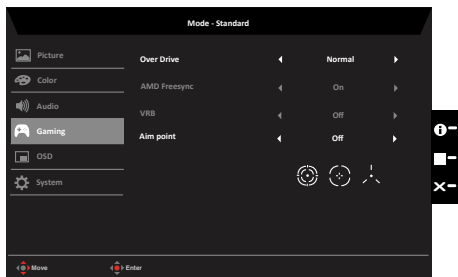 Mode - Standard
Picture
Over Drive Normal
Color
AMD Freesync On
Audio
VRB Off
Gaming
Aim point Off
OSD
System
Move Enter